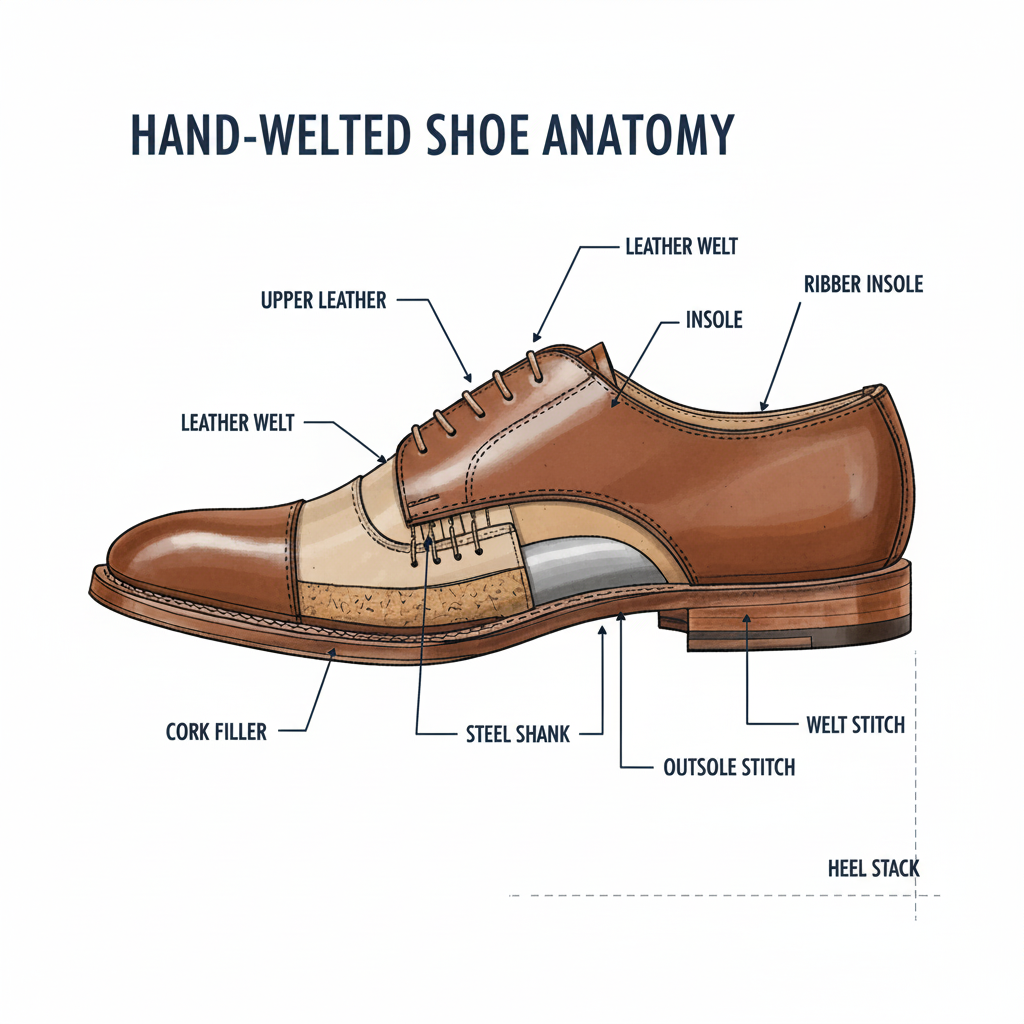 HAND-WELTED SHOE ANATOMY
LEATHER WELT
RIBBER INSOLE
UPPER LEATHER
INSOLE
LEATHER WELT
CORK FILLER
STEEL SHANK
WELT STITCH
OUTSOLE STITCH
HEEL STACK